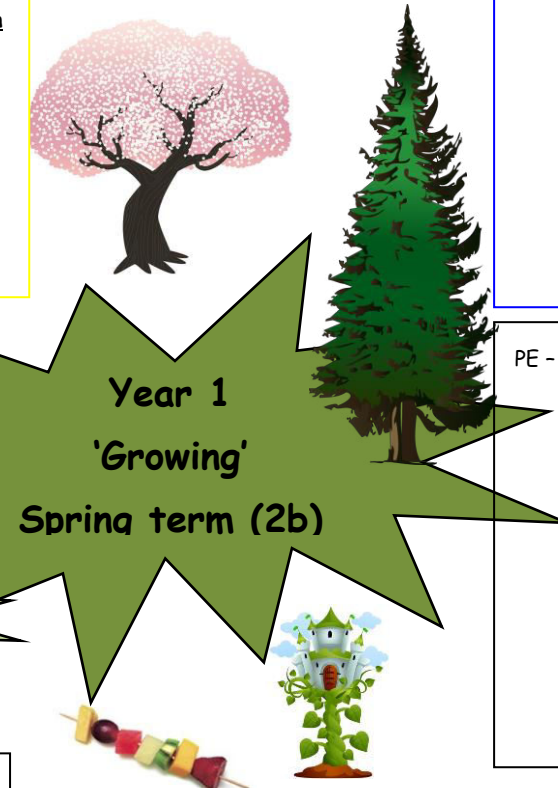 Year 1
‘Growing’
Spring term (2b)
PE –